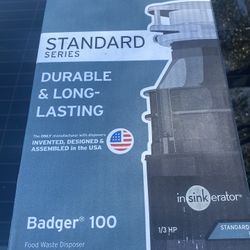 STANDARD
SERIES
DURABLE
& LONG-
LASTING
The ONLY manufacturer with disposers
INVENTED, DESIGNED &
ASSEMBLED in the USA
insinkerator®
Badger® 100
1/3 HP
STANDARD
Food Waste Disposer